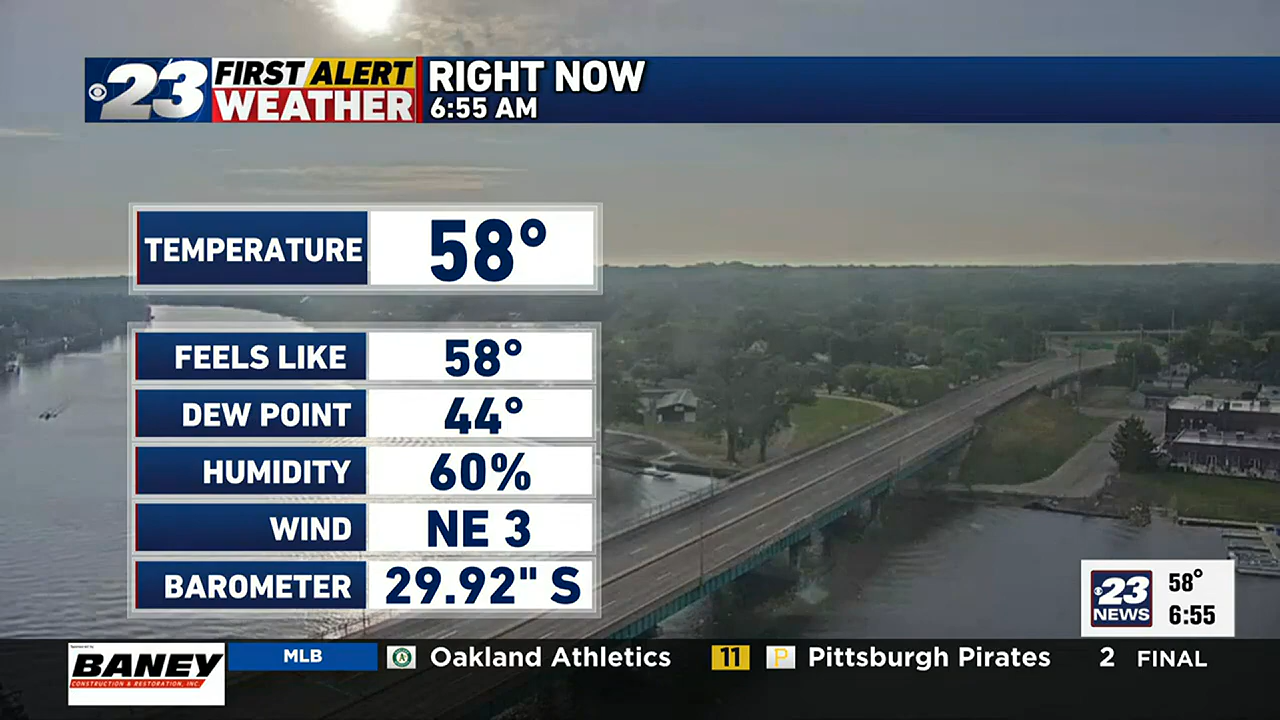 23 FIRST ALERT WEATHER
RIGHT NOW
6:55 AM
TEMPERATURE 58°
FEELS LIKE 58°
DEW POINT 44°
HUMIDITY 60%
WIND NE 3
BAROMETER 29.92" S
23 NEWS
58°
6:55
Sponsored by
BANEY
CONSTRUCTION & RESTORATION, INC.
MLB Oakland Athletics 11 P Pittsburgh Pirates 2 FINAL